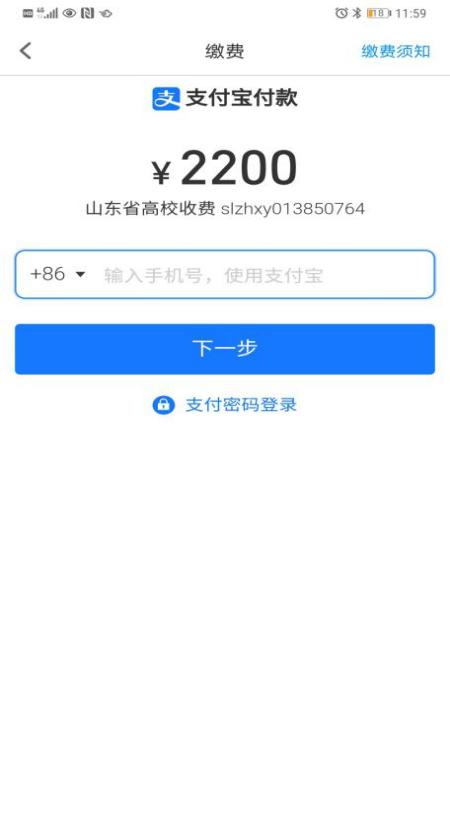 11:59
缴费
缴费须知
支付宝付款
¥ 2200
山东省高校收费 slzhxy013850764
+86 输入手机号，使用支付宝
下一步
支付密码登录